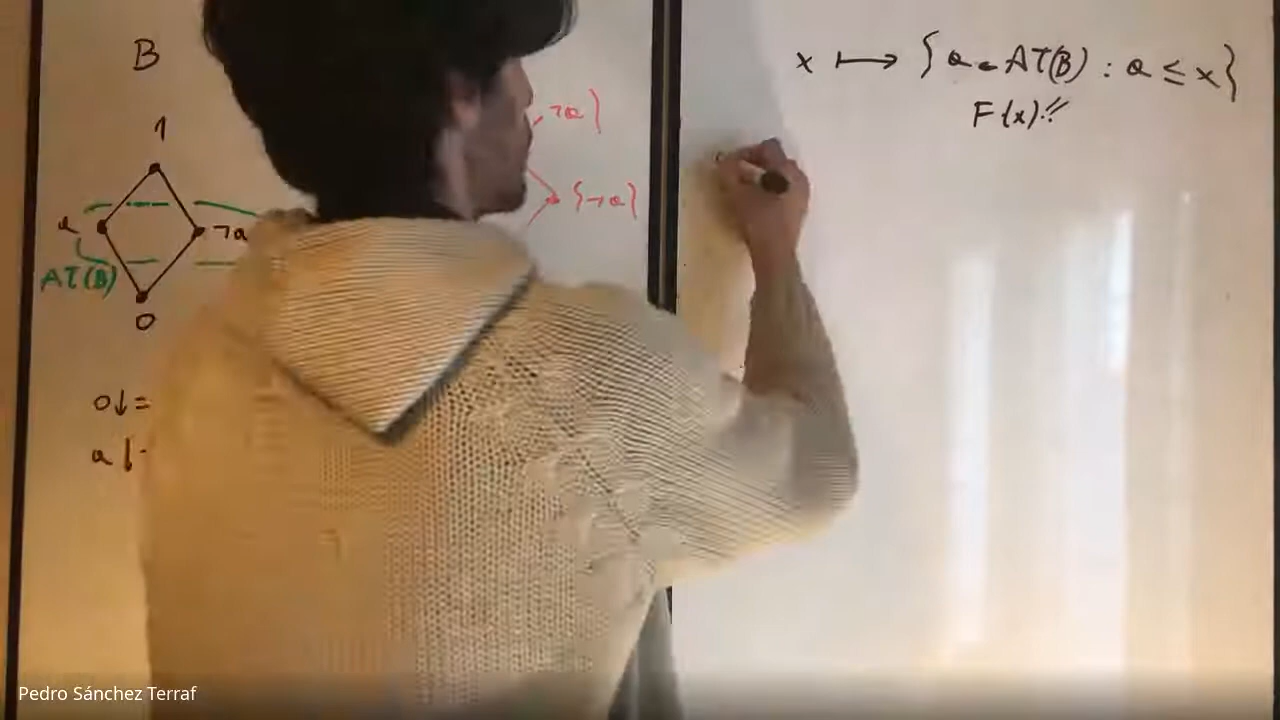 B
1
a
¬a
AT(B)
0
0↓ =
a↓
¬a}
{¬a}
x ⟼ {a ∈ AT(B) : a ≤ x}
F(x)!!
Pedro Sánchez Terraf